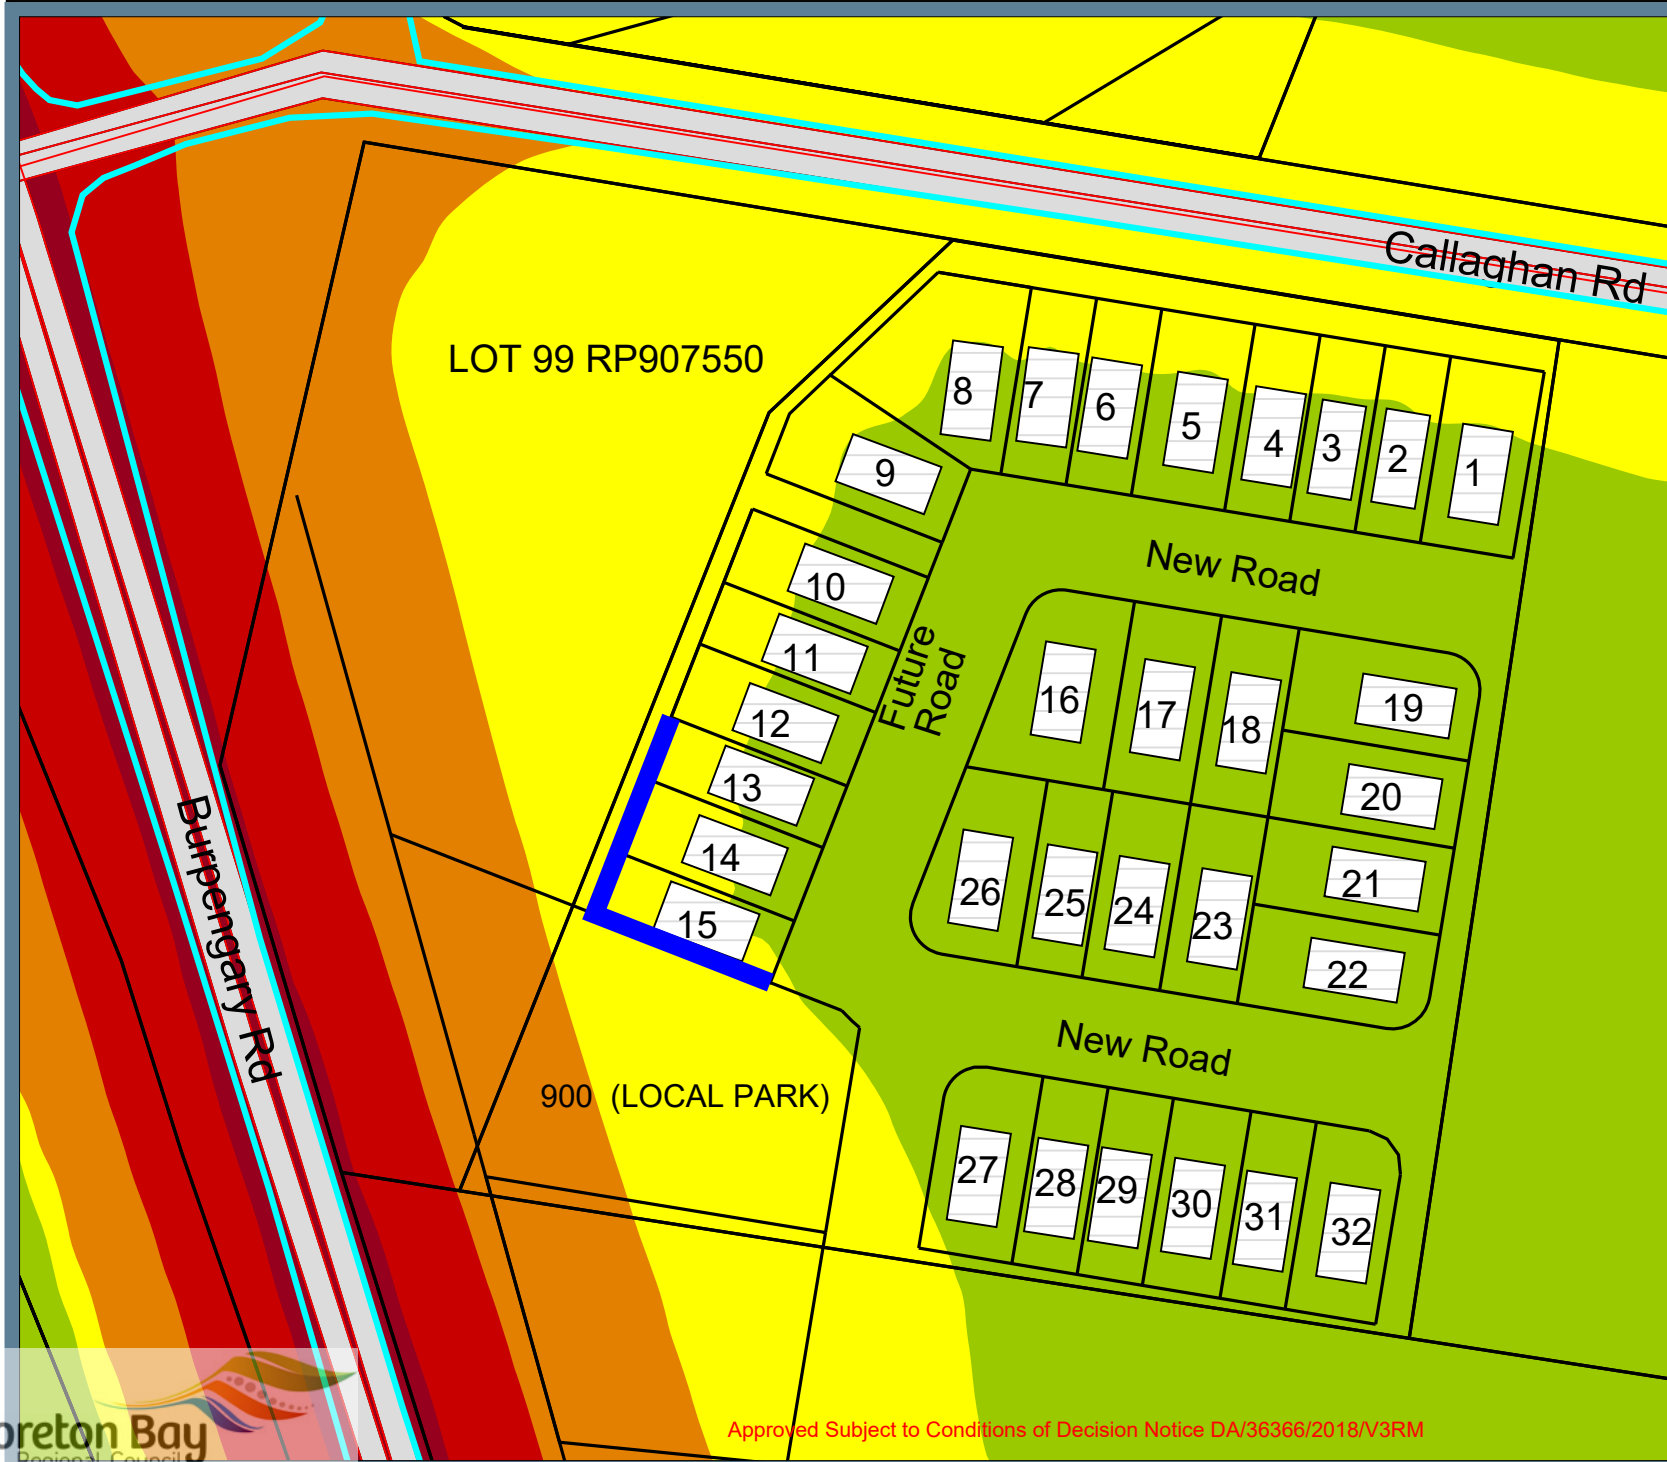 Callaghan Rd
LOT 99 RP907550
8
7
6
5
4
3
2
1
9
10
11
12
13
14
15
New Road
Future
Road
16
17
18
19
20
21
22
23
24
25
26
Burpengary Rd
New Road
900 (LOCAL PARK)
27
28
29
30
31
32
Approved Subject to Conditions of Decision Notice DA/36366/2018/V3RM
oreton Bay
Regional Council